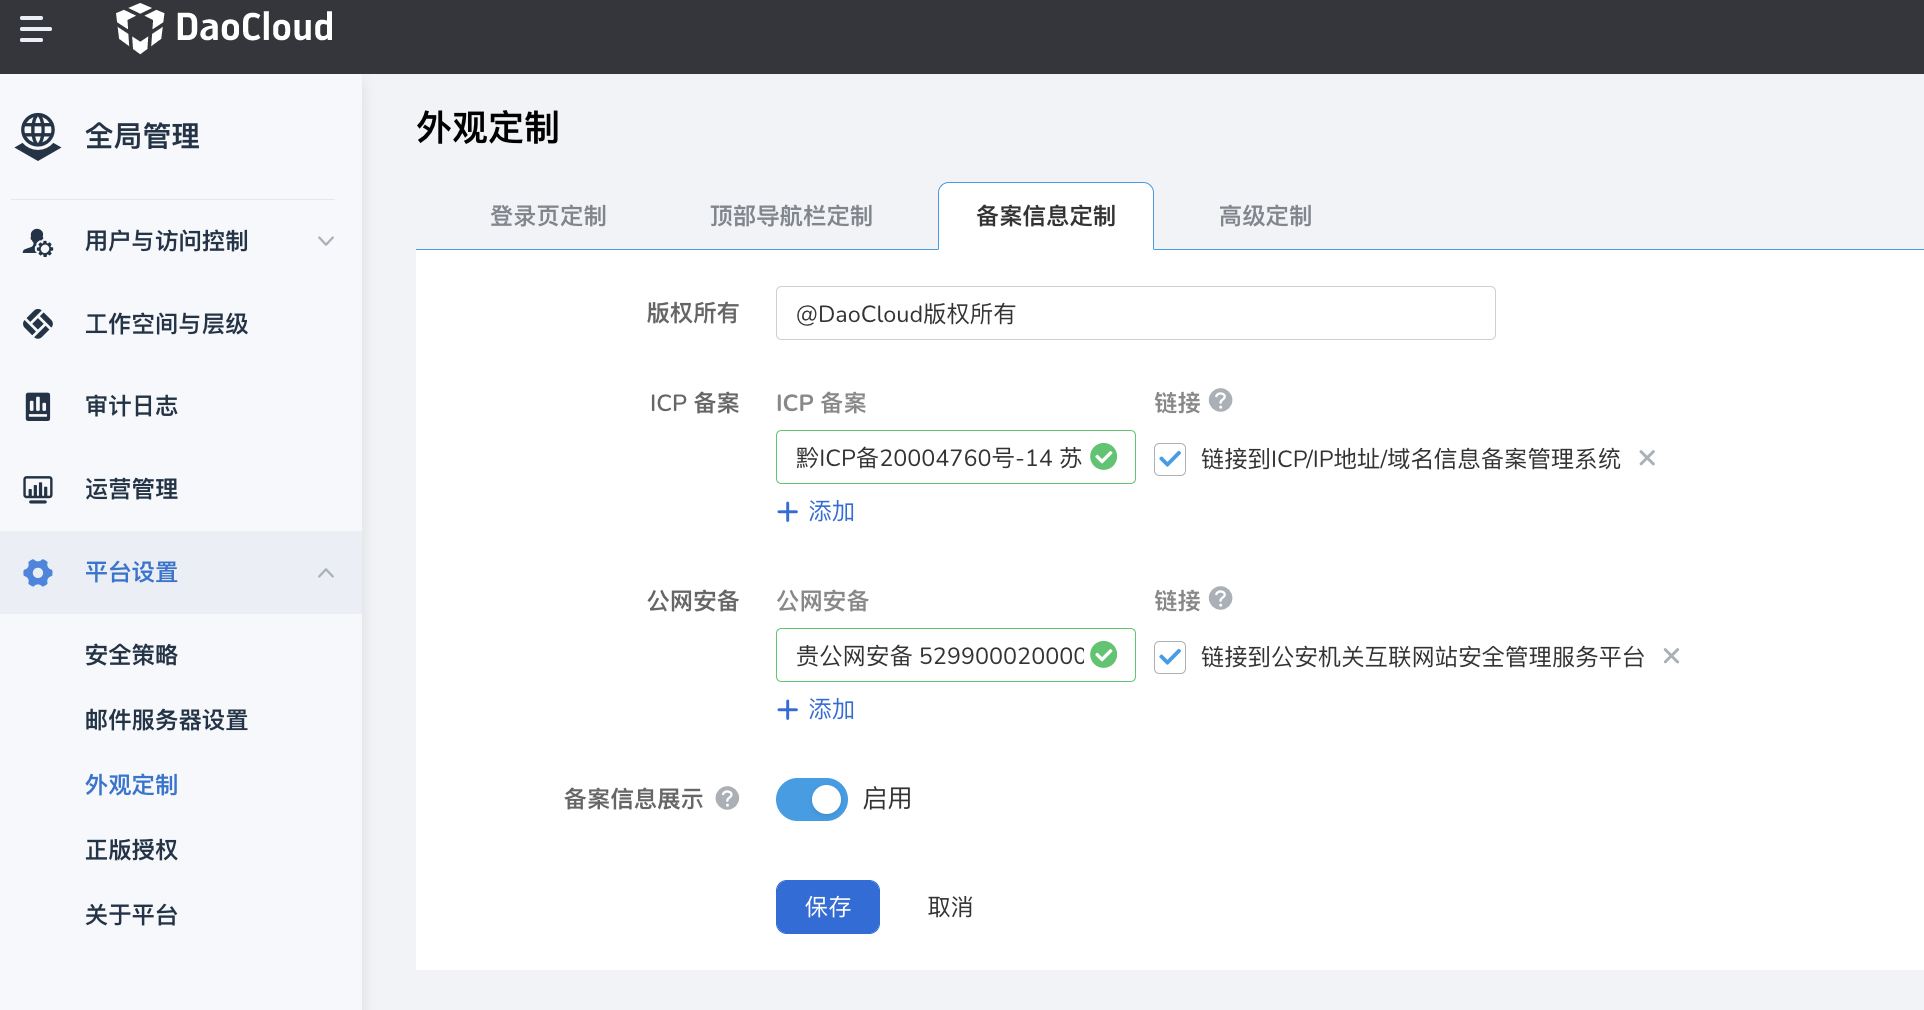 DaoCloud
全局管理
用户与访问控制
工作空间与层级
审计日志
运营管理
平台设置
安全策略
邮件服务器设置
外观定制
正版授权
关于平台
外观定制
登录页定制
顶部导航栏定制
备案信息定制
高级定制
版权所有
@DaoCloud版权所有
ICP 备案
ICP 备案
链接
黔ICP备20004760号-14 苏
链接到ICP/IP地址/域名信息备案管理系统
添加
公网安备
公网安备
链接
贵公网安备 529900020000
链接到公安机关互联网站安全管理服务平台
添加
备案信息展示
启用
保存
取消